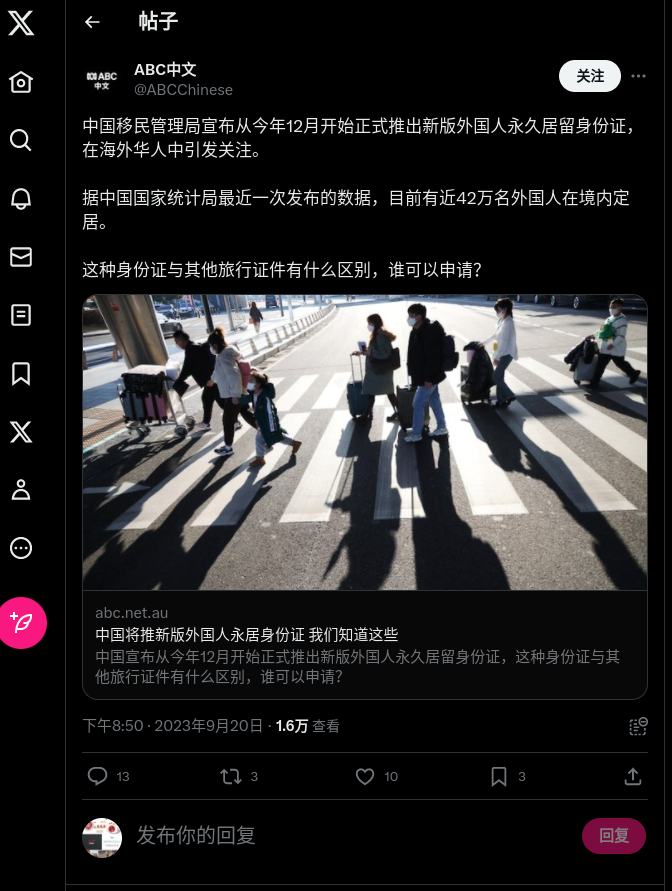 帖子
ABC中文
@ABCChinese
关注
中国移民管理局宣布从今年12月开始正式推出新版外国人永久居留身份证，
在海外华人中引发关注。
据中国国家统计局最近一次发布的数据，目前有近42万名外国人在境内定
居。
这种身份证与其他旅行证件有什么区别，谁可以申请？
abc.net.au
中国将推新版外国人永居身份证 我们知道这些
中国宣布从今年12月开始正式推出新版外国人永久居留身份证，这种身份证与其
他旅行证件有什么区别，谁可以申请？
下午8:50 · 2023年9月20日 · 1.6万 查看
13 3 10 3
发布你的回复
回复